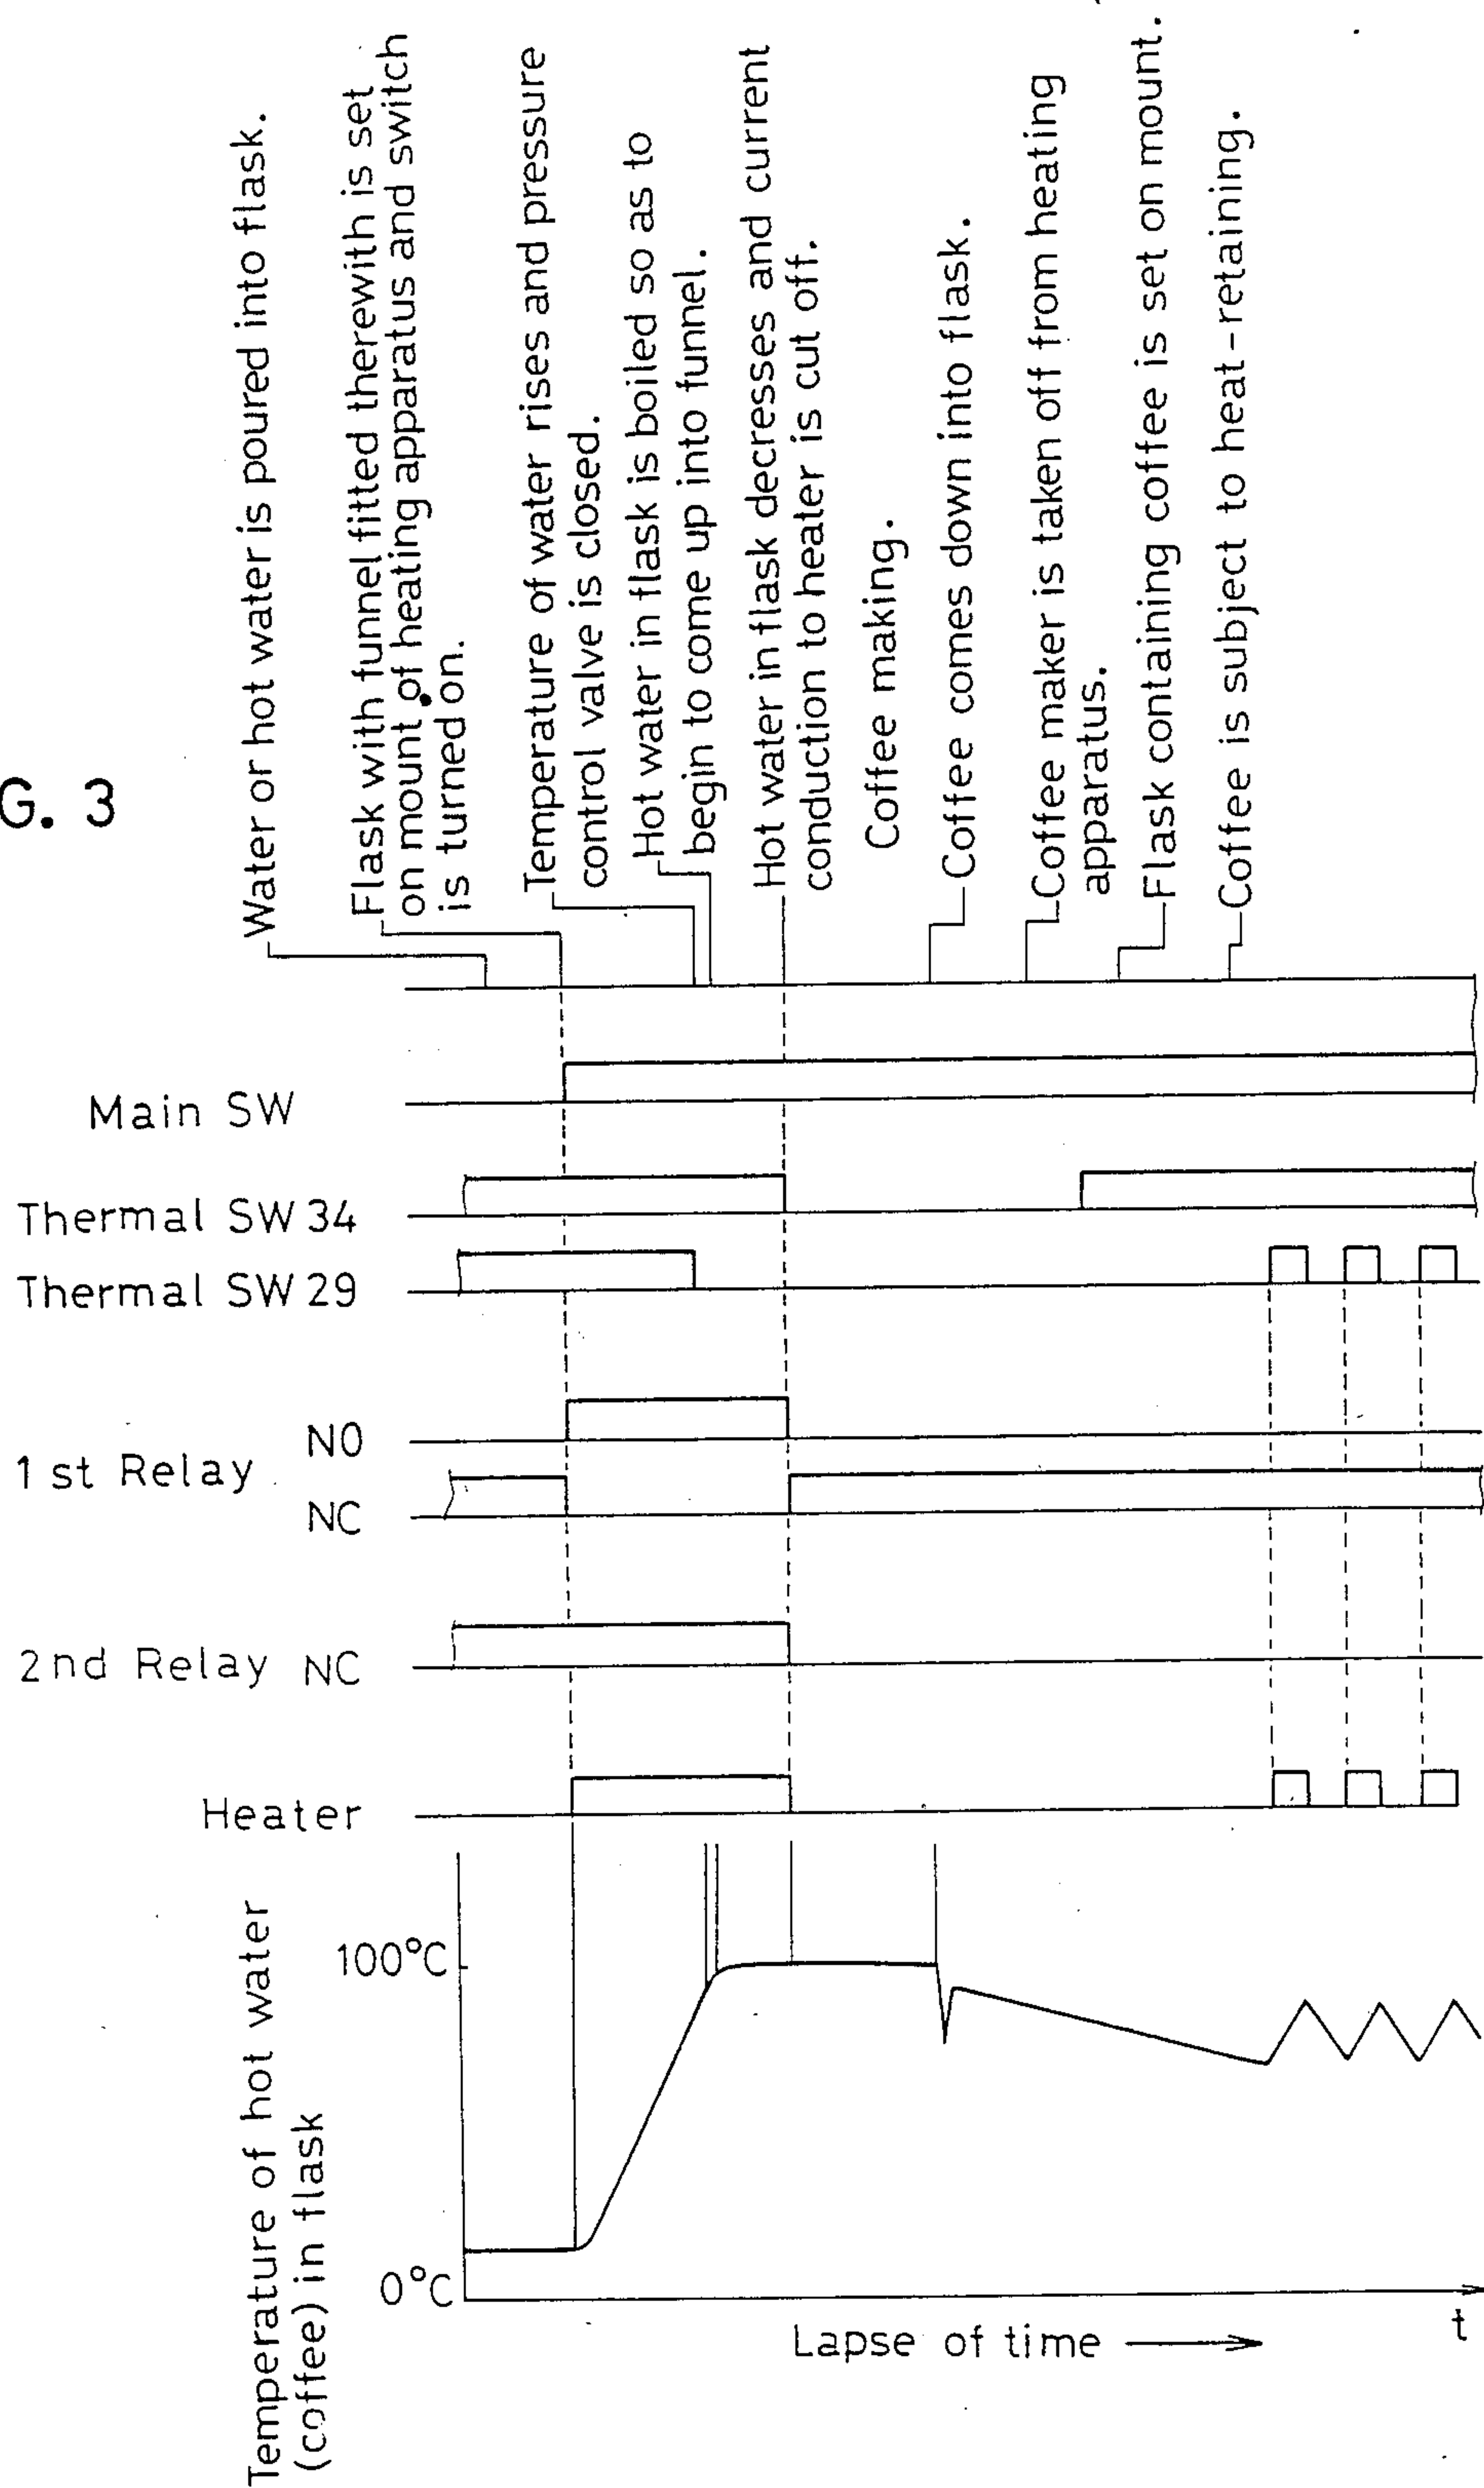 G. 3
Water or hot water is poured into flask.
Flask with funnel fitted therewith is set
on mount of heating apparatus and switch
is turned on.
Temperature of water rises and pressure
control valve is closed.
Hot water in flask is boiled so as to
begin to come up into funnel.
Hot water in flask decresses and current
conduction to heater is cut off.
Coffee making.
Coffee comes down into flask.
Coffee maker is taken off from heating
apparatus.
Flask containing coffee is set on mount.
Coffee is subject to heat-retaining.
Main SW
Thermal SW 34
Thermal SW 29
1st Relay
NO
NC
2nd Relay NC
Heater
Temperature of hot water
(coffee) in flask
100°C
0°C
Lapse of time
t